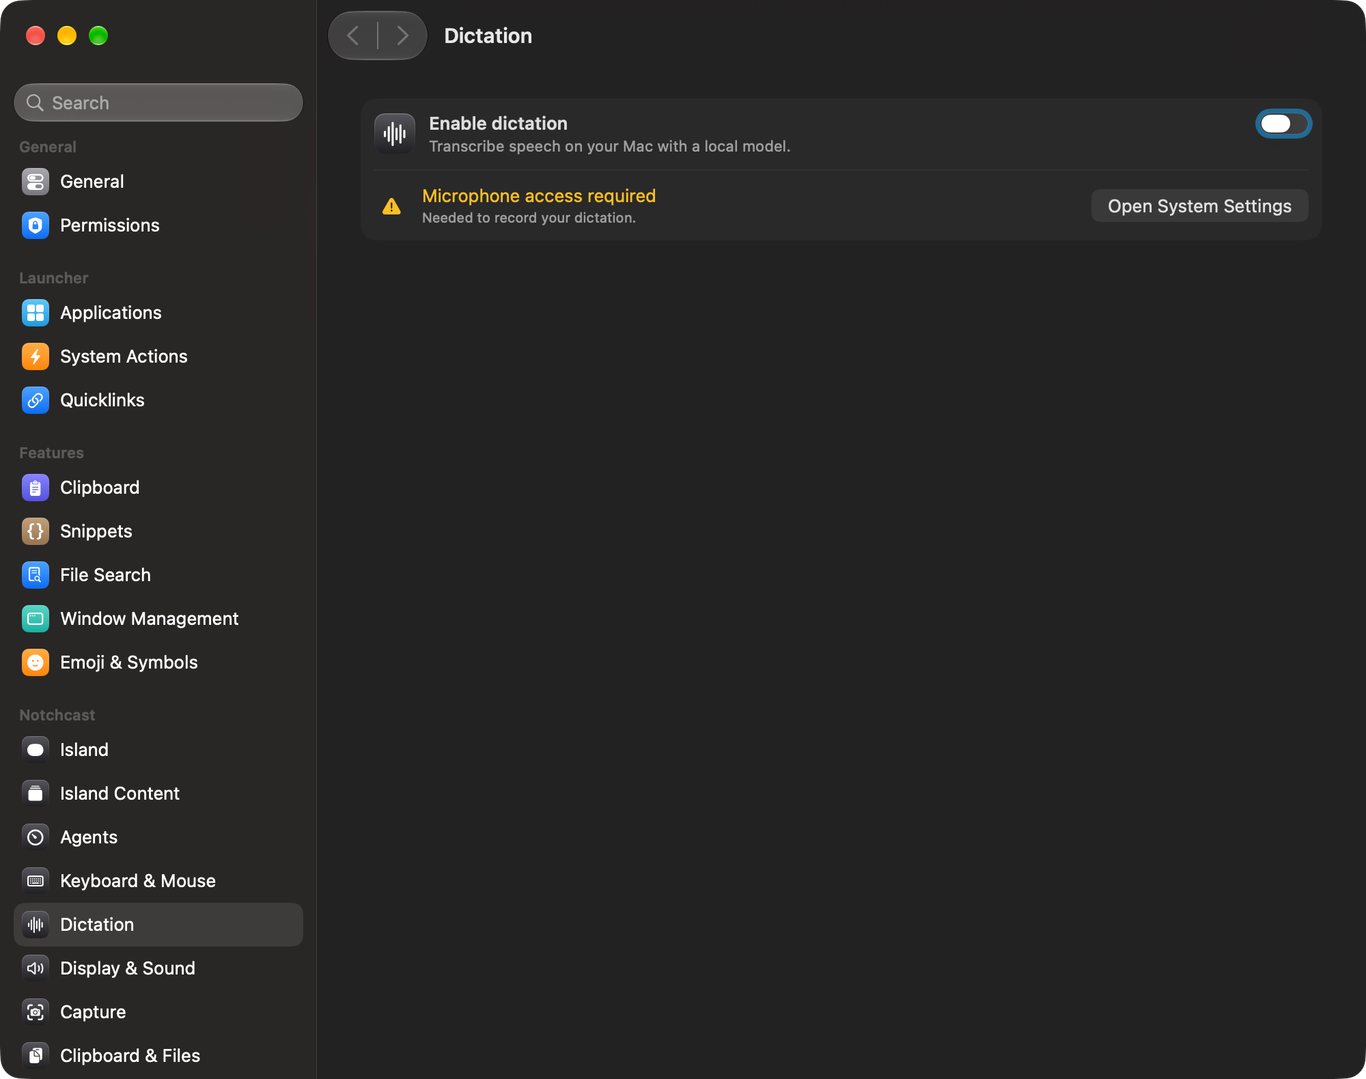 Dictation
Search
General
General
Permissions
Launcher
Applications
System Actions
Quicklinks
Features
Clipboard
Snippets
File Search
Window Management
Emoji & Symbols
Notchcast
Island
Island Content
Agents
Keyboard & Mouse
Dictation
Display & Sound
Capture
Clipboard & Files
Enable dictation
Transcribe speech on your Mac with a local model.
Microphone access required
Needed to record your dictation.
Open System Settings